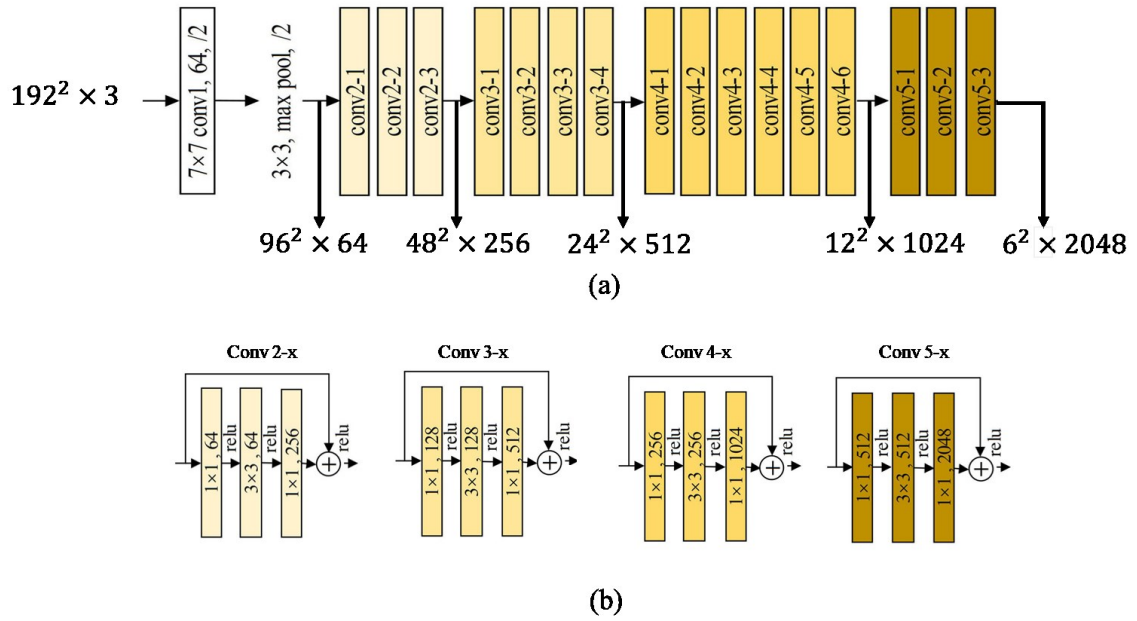 192² × 3
7×7 conv1, 64, /2
3×3, max pool, /2
conv2-1
conv2-2
conv2-3
conv3-1
conv3-2
conv3-3
conv3-4
conv4-1
conv4-2
conv4-3
conv4-4
conv4-5
conv4-6
conv5-1
conv5-2
conv5-3
96² × 64
48² × 256
24² × 512
12² × 1024
6² × 2048
(a)
Conv 2-x
1×1, 64
relu
3×3, 64
relu
1×1, 256
+
relu
Conv 3-x
1×1, 128
relu
3×3, 128
relu
1×1, 512
+
relu
Conv 4-x
1×1, 256
relu
3×3, 256
relu
1×1, 1024
+
relu
Conv 5-x
1×1, 512
relu
3×3, 512
relu
1×1, 2048
+
relu
(b)